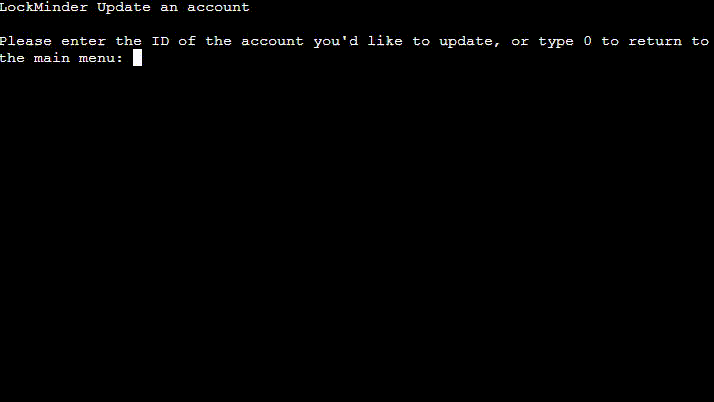 LockMinder Update an account
Please enter the ID of the account you'd like to update, or type 0 to return to
the main menu: